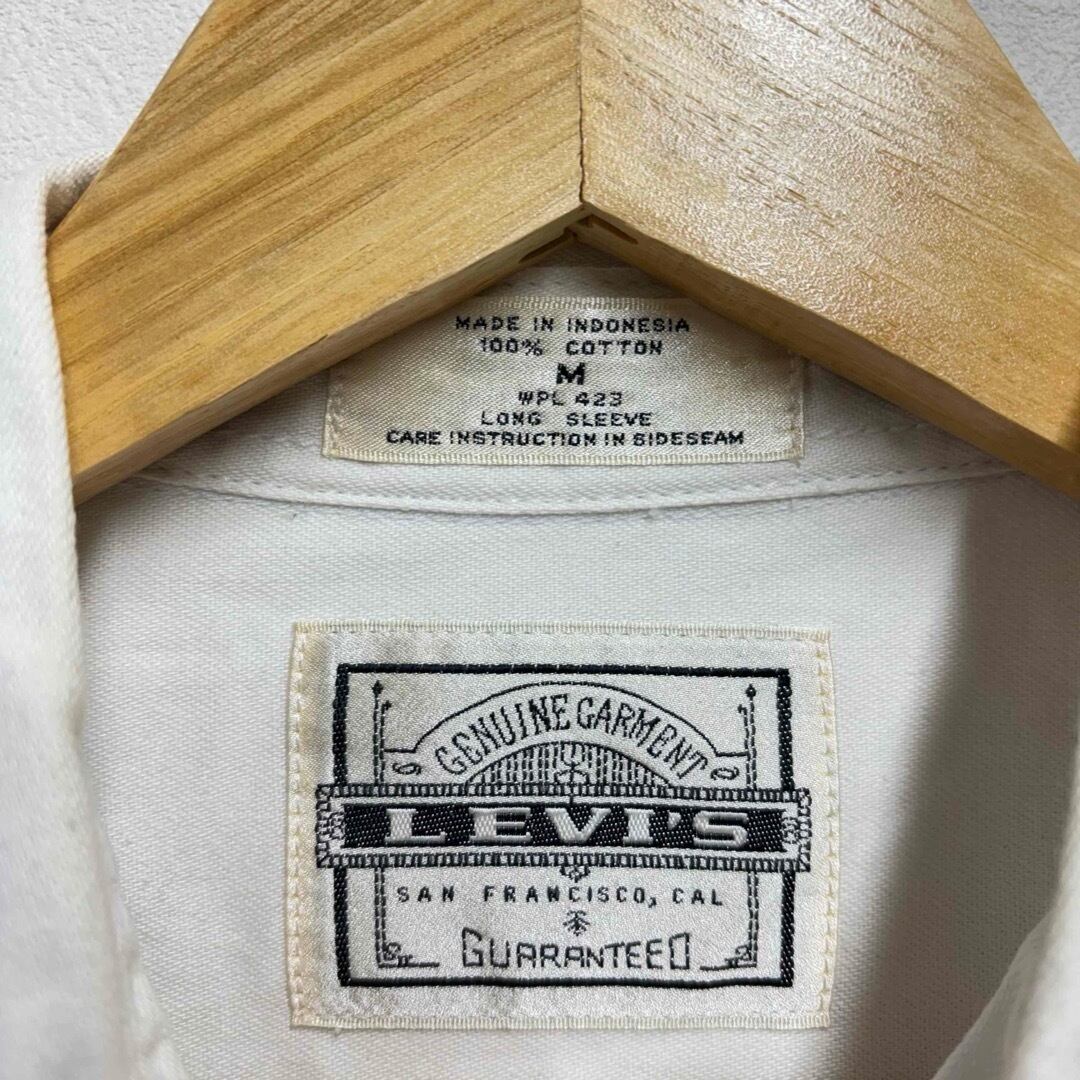 MADE IN INDONESIA
100% COTTON
M
WPL 423
LONG SLEEVE
CARE INSTRUCTION IN SIDESEAM
GENUINE GARMENT
LEVI'S
SAN FRANCISCO, CAL
GUARANTEED